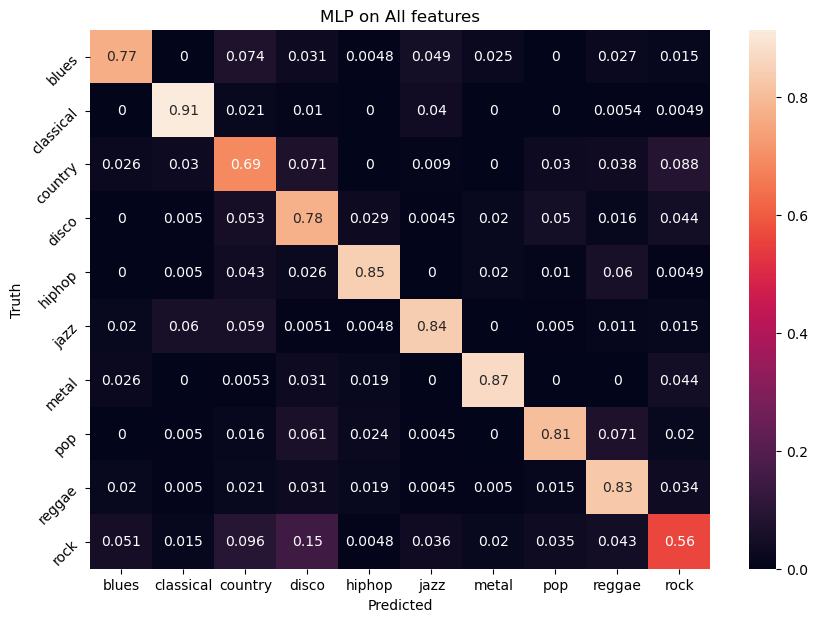 MLP on All features
blues 0.77 0 0.074 0.031 0.0048 0.049 0.025 0 0.027 0.015
classical 0 0.91 0.021 0.01 0 0.04 0 0 0.0054 0.0049
country 0.026 0.03 0.69 0.071 0 0.009 0 0.03 0.038 0.088
disco 0 0.005 0.053 0.78 0.029 0.0045 0.02 0.05 0.016 0.044
hiphop 0 0.005 0.043 0.026 0.85 0 0.02 0.01 0.06 0.0049
jazz 0.02 0.06 0.059 0.0051 0.0048 0.84 0 0.005 0.011 0.015
metal 0.026 0 0.0053 0.031 0.019 0 0.87 0 0 0.044
pop 0 0.005 0.016 0.061 0.024 0.0045 0 0.81 0.071 0.02
reggae 0.02 0.005 0.021 0.031 0.019 0.0045 0.005 0.015 0.83 0.034
rock 0.051 0.015 0.096 0.15 0.0048 0.036 0.02 0.035 0.043 0.56
blues classical country disco hiphop jazz metal pop reggae rock
Predicted
Truth
0.8
0.6
0.4
0.2
0.0